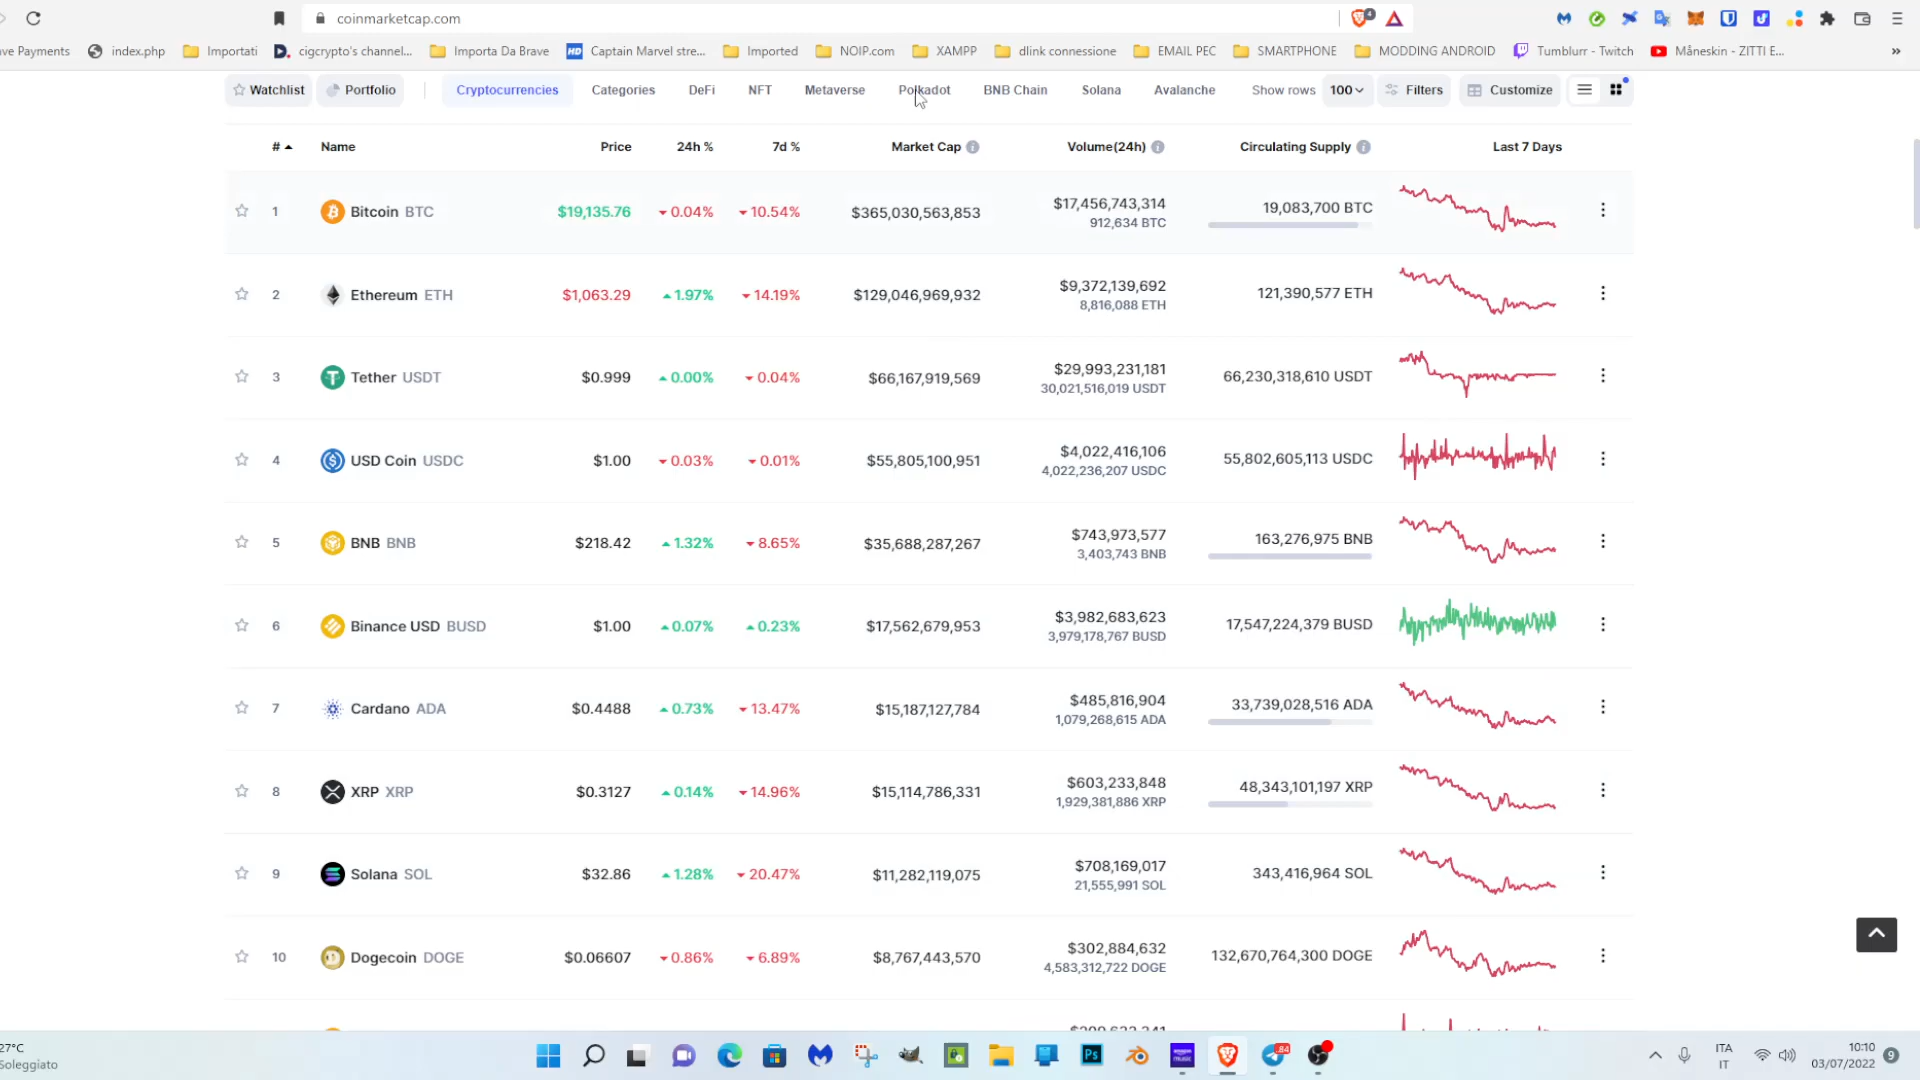 coinmarketcap.com
4
ave Payments index.php Importati cigcrypto's channel... Importa Da Brave HD Captain Marvel stre... Imported NOIP.com XAMPP dlink connessione EMAIL PEC SMARTPHONE MODDING ANDROID Tumblurr - Twitch Måneskin - ZITTI E... »
Watchlist Portfolio Cryptocurrencies Categories DeFi NFT Metaverse Polkadot BNB Chain Solana Avalanche Show rows 100 Filters Customize
# Name Price 24h % 7d % Market Cap Volume(24h) Circulating Supply Last 7 Days
1 Bitcoin BTC $19,135.76 0.04% 10.54% $365,030,563,853 $17,456,743,314 19,083,700 BTC
912,634 BTC
2 Ethereum ETH $1,063.29 1.97% 14.19% $129,046,969,932 $9,372,139,692 121,390,577 ETH
8,816,088 ETH
3 Tether USDT $0.999 0.00% 0.04% $66,167,919,569 $29,993,231,181 66,230,318,610 USDT
30,021,516,019 USDT
4 USD Coin USDC $1.00 0.03% 0.01% $55,805,100,951 $4,022,416,106 55,802,605,113 USDC
4,022,236,207 USDC
5 BNB BNB $218.42 1.32% 8.65% $35,688,287,267 $743,973,577 163,276,975 BNB
3,403,743 BNB
6 Binance USD BUSD $1.00 0.07% 0.23% $17,562,679,953 $3,982,683,623 17,547,224,379 BUSD
3,979,178,767 BUSD
7 Cardano ADA $0.4488 0.73% 13.47% $15,187,127,784 $485,816,904 33,739,028,516 ADA
1,079,268,615 ADA
8 XRP XRP $0.3127 0.14% 14.96% $15,114,786,331 $603,233,848 48,343,101,197 XRP
1,929,381,886 XRP
9 Solana SOL $32.86 1.28% 20.47% $11,282,119,075 $708,169,017 343,416,964 SOL
21,555,991 SOL
10 Dogecoin DOGE $0.06607 0.86% 6.89% $8,767,443,570 $302,884,632 132,670,764,300 DOGE
4,583,312,722 DOGE
27°C
Soleggiato
Ps
84
ITA
IT
10:10
03/07/2022
9